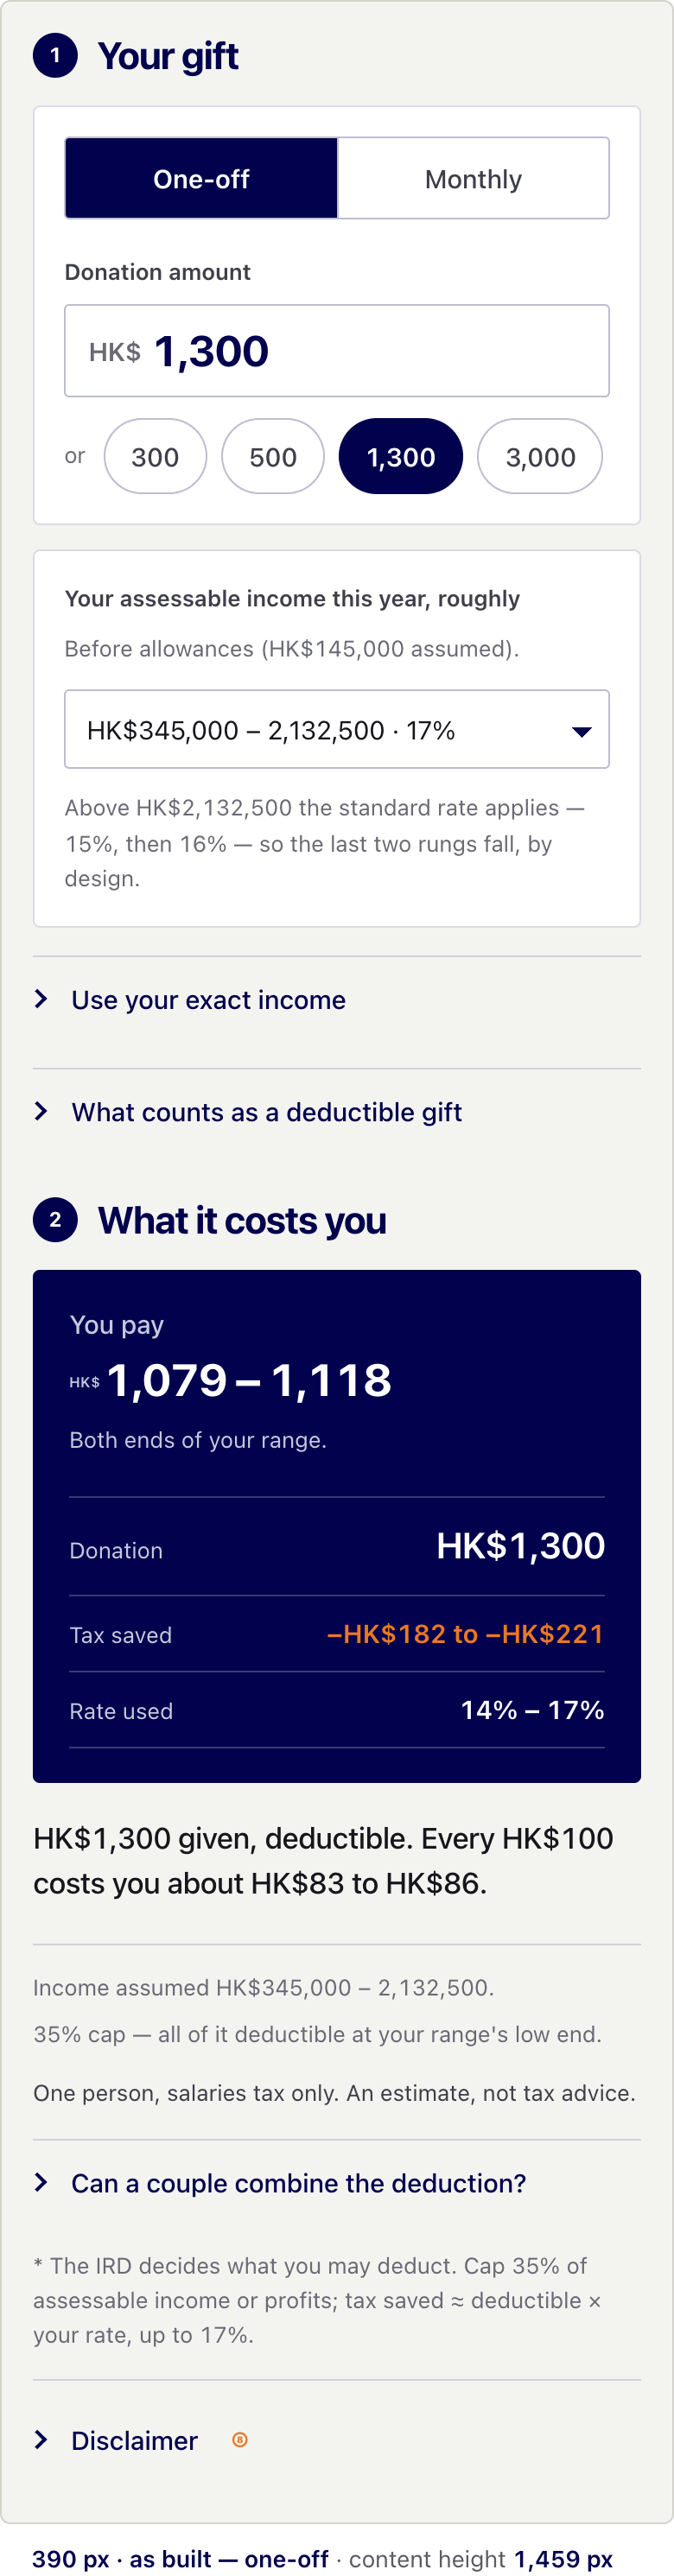 1 Your gift
One-off Monthly
Donation amount
HK$ 1,300
or 300 500 1,300 3,000
Your assessable income this year, roughly
Before allowances (HK$145,000 assumed).
HK$345,000 – 2,132,500 · 17%
Above HK$2,132,500 the standard rate applies —
15%, then 16% — so the last two rungs fall, by
design.
Use your exact income
What counts as a deductible gift
2 What it costs you
You pay
HK$ 1,079 – 1,118
Both ends of your range.
Donation HK$1,300
Tax saved –HK$182 to –HK$221
Rate used 14% – 17%
HK$1,300 given, deductible. Every HK$100
costs you about HK$83 to HK$86.
Income assumed HK$345,000 – 2,132,500.
35% cap — all of it deductible at your range's low end.
One person, salaries tax only. An estimate, not tax advice.
Can a couple combine the deduction?
* The IRD decides what you may deduct. Cap 35% of
assessable income or profits; tax saved ≈ deductible ×
your rate, up to 17%.
Disclaimer ⑧
390 px · as built — one-off · content height 1,459 px